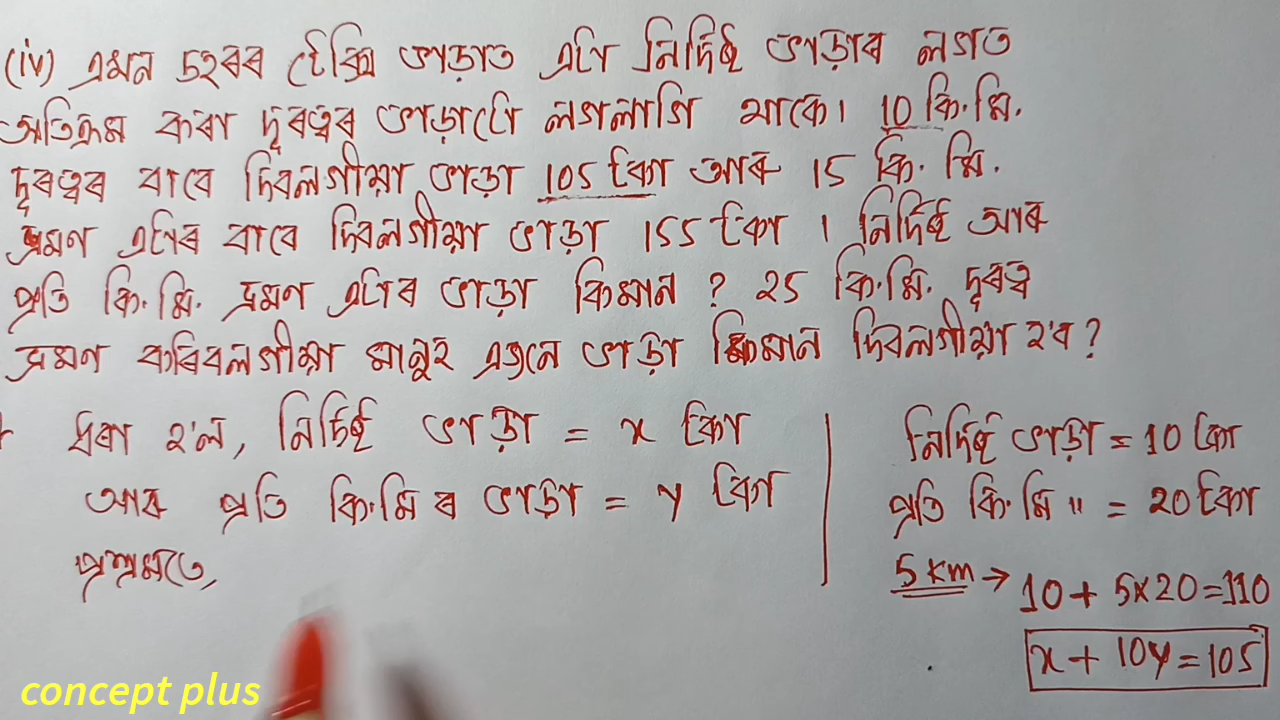 (iv) এমন চহৰৰ টেক্সি ভাড়াত এটা নিৰ্দিষ্ট ভাড়াৰ লগত
অতিক্ৰম কৰা দূৰত্বৰ ভাড়াটো লগলাগি থাকে। 10 কি.মি.
দূৰত্বৰ বাবে দিবলগীয়া ভাড়া 105 টকা আৰু 15 কি. মি.
ভ্ৰমণ এটাৰ বাবে দিবলগীয়া ভাড়া 155 টকা । নিৰ্দিষ্ট আৰু
প্ৰতি কি.মি. ভ্ৰমণ এটাৰ ভাড়া কিমান ? 25 কি.মি. দূৰত্ব
ভ্ৰমণ কৰিবলগীয়া মানুহ এজনে ভাড়া কিমান দিবলগীয়া হ'ব ?
ধৰা হ'ল, নিৰ্দিষ্ট ভাড়া = x টকা
আৰু প্ৰতি কি.মি ৰ ভাড়া = y টকা
প্ৰশ্নমতে,
নিৰ্দিষ্ট ভাড়া = 10 টকা
প্ৰতি কি.মি " = 20 টকা
5 km → 10 + 5×20 = 110
x + 10y = 105
concept plus